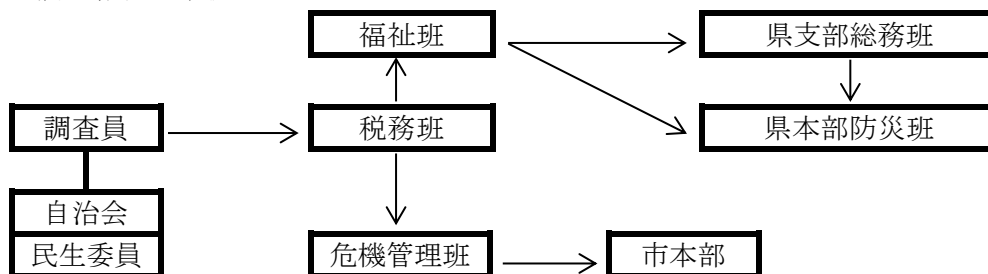 福祉班
県支部総務班
調査員
税務班
県本部防災班
自治会
民生委員
危機管理班
市本部